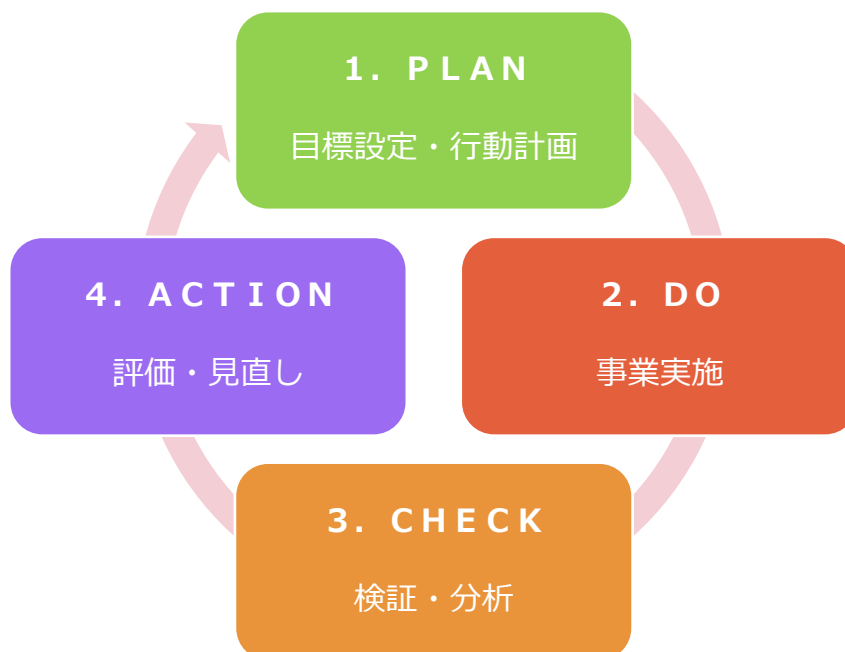 1. PLAN
目標設定・行動計画
2. DO
事業実施
3. CHECK
検証・分析
4. ACTION
評価・見直し